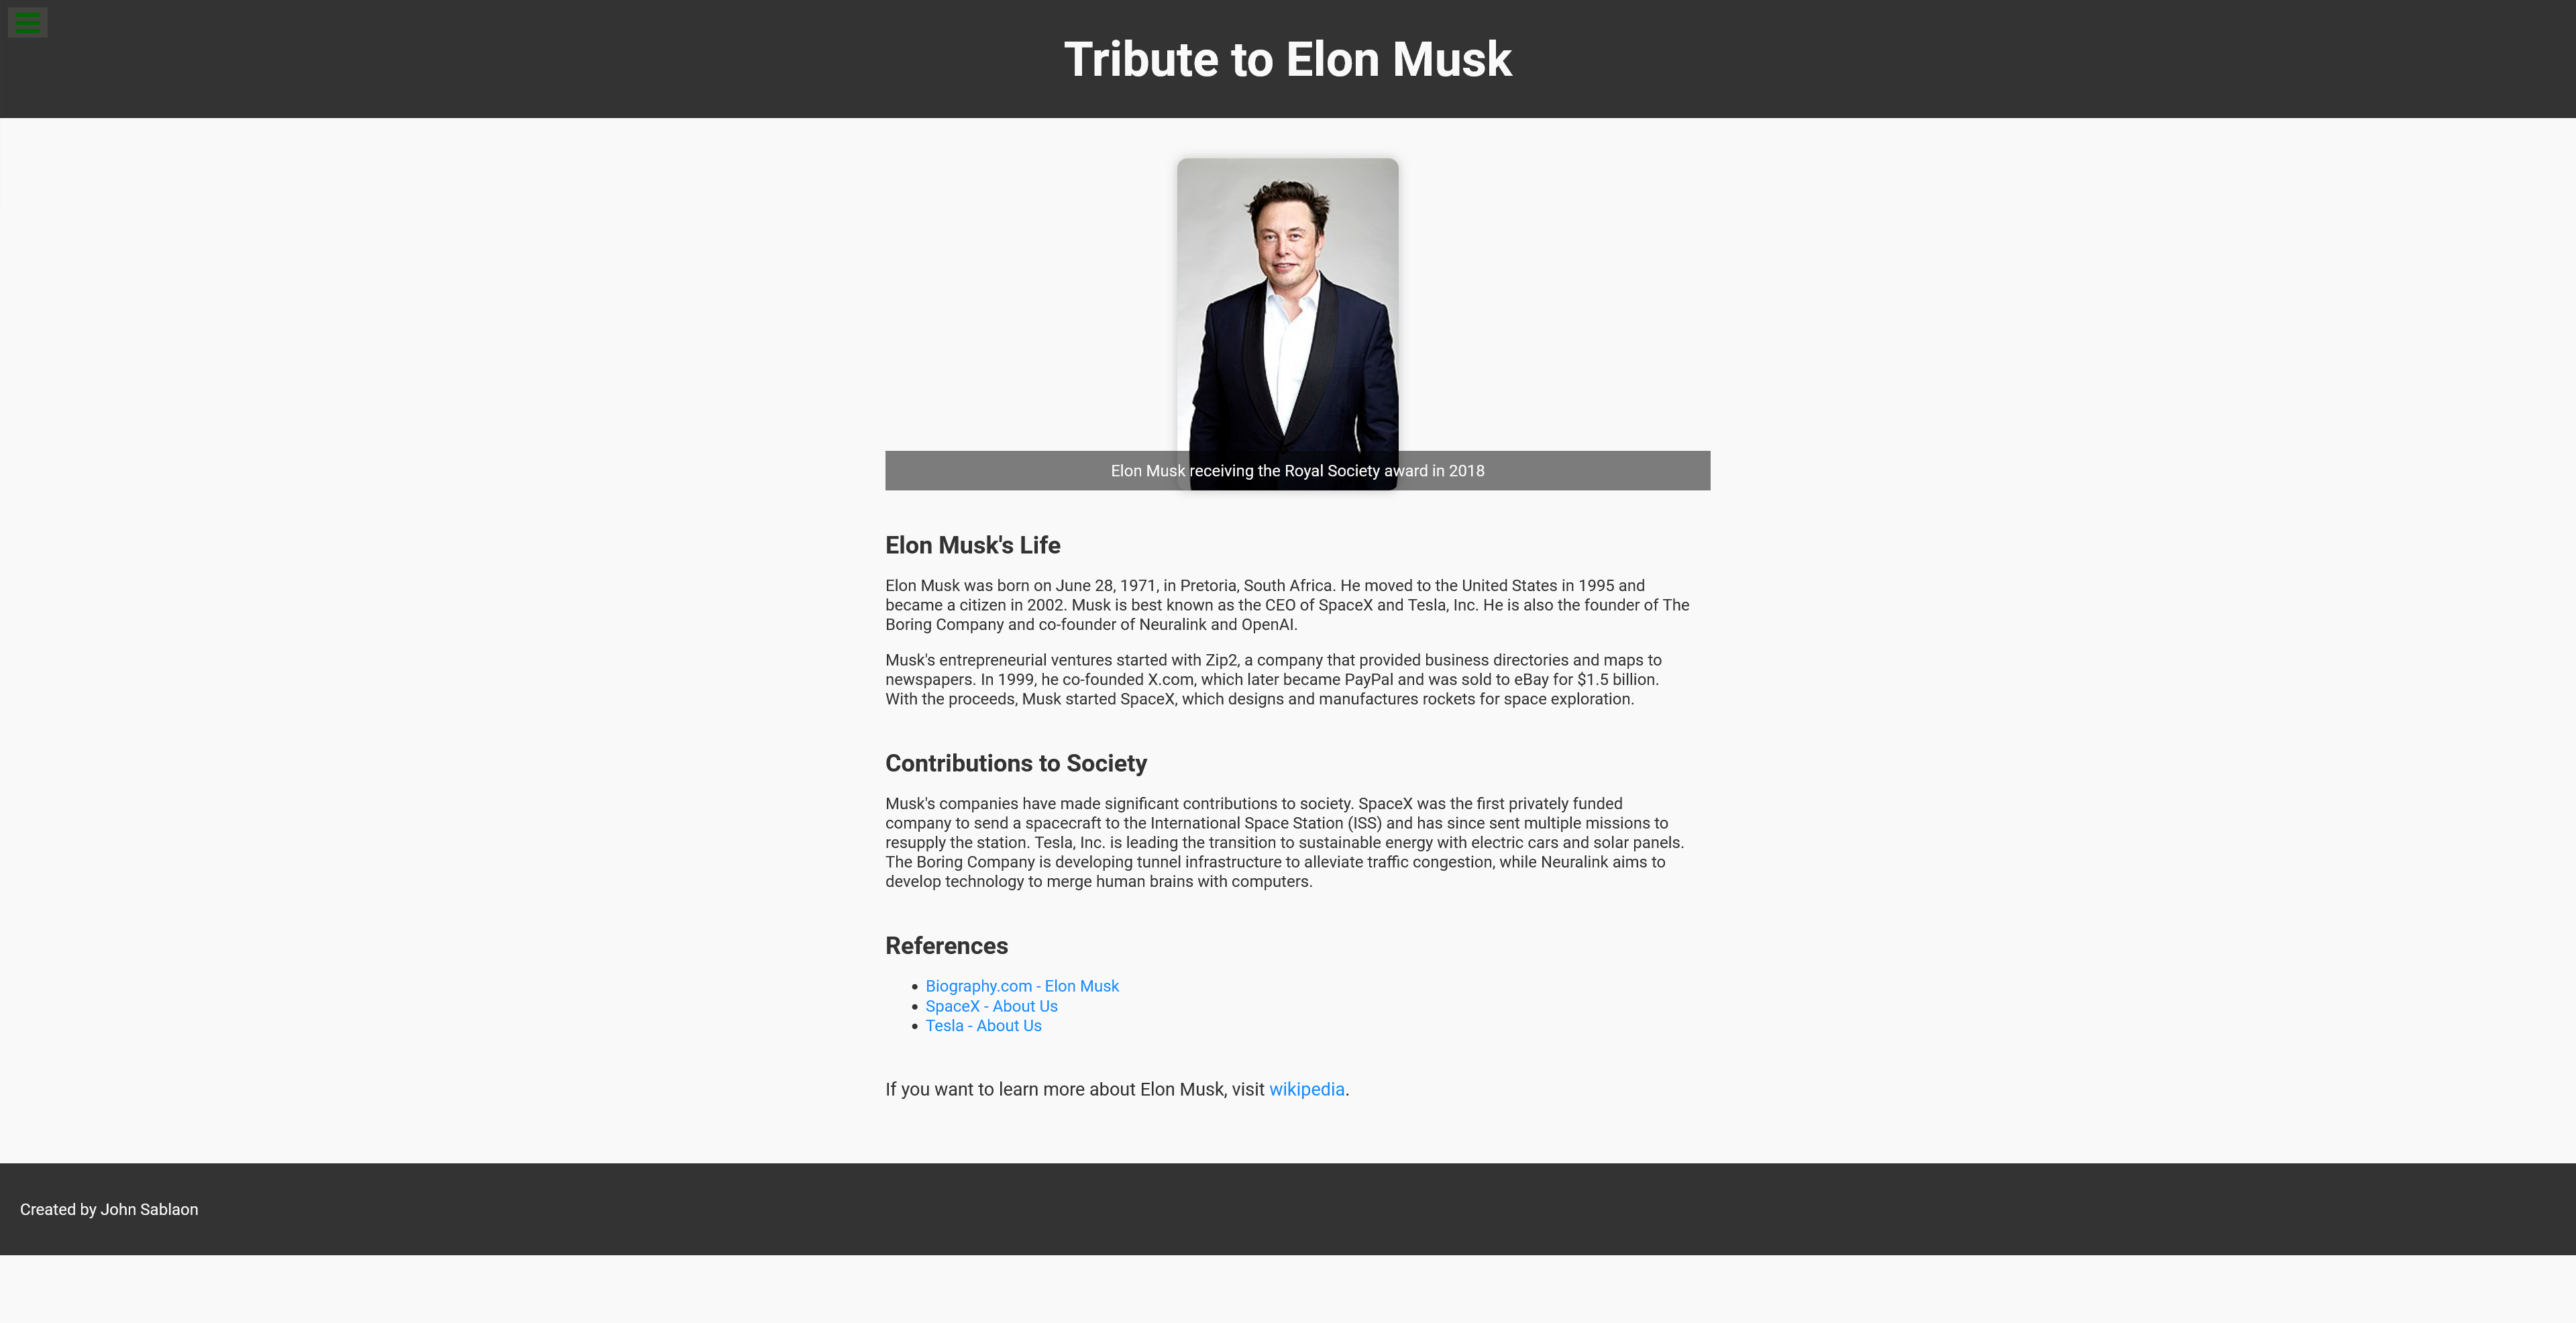 Tribute to Elon Musk
Elon Musk receiving the Royal Society award in 2018
Elon Musk's Life
Elon Musk was born on June 28, 1971, in Pretoria, South Africa. He moved to the United States in 1995 and
became a citizen in 2002. Musk is best known as the CEO of SpaceX and Tesla, Inc. He is also the founder of The
Boring Company and co-founder of Neuralink and OpenAI.
Musk's entrepreneurial ventures started with Zip2, a company that provided business directories and maps to
newspapers. In 1999, he co-founded X.com, which later became PayPal and was sold to eBay for $1.5 billion.
With the proceeds, Musk started SpaceX, which designs and manufactures rockets for space exploration.
Contributions to Society
Musk's companies have made significant contributions to society. SpaceX was the first privately funded
company to send a spacecraft to the International Space Station (ISS) and has since sent multiple missions to
resupply the station. Tesla, Inc. is leading the transition to sustainable energy with electric cars and solar panels.
The Boring Company is developing tunnel infrastructure to alleviate traffic congestion, while Neuralink aims to
develop technology to merge human brains with computers.
References
• Biography.com - Elon Musk
• SpaceX - About Us
• Tesla - About Us
If you want to learn more about Elon Musk, visit wikipedia.
Created by John Sablaon